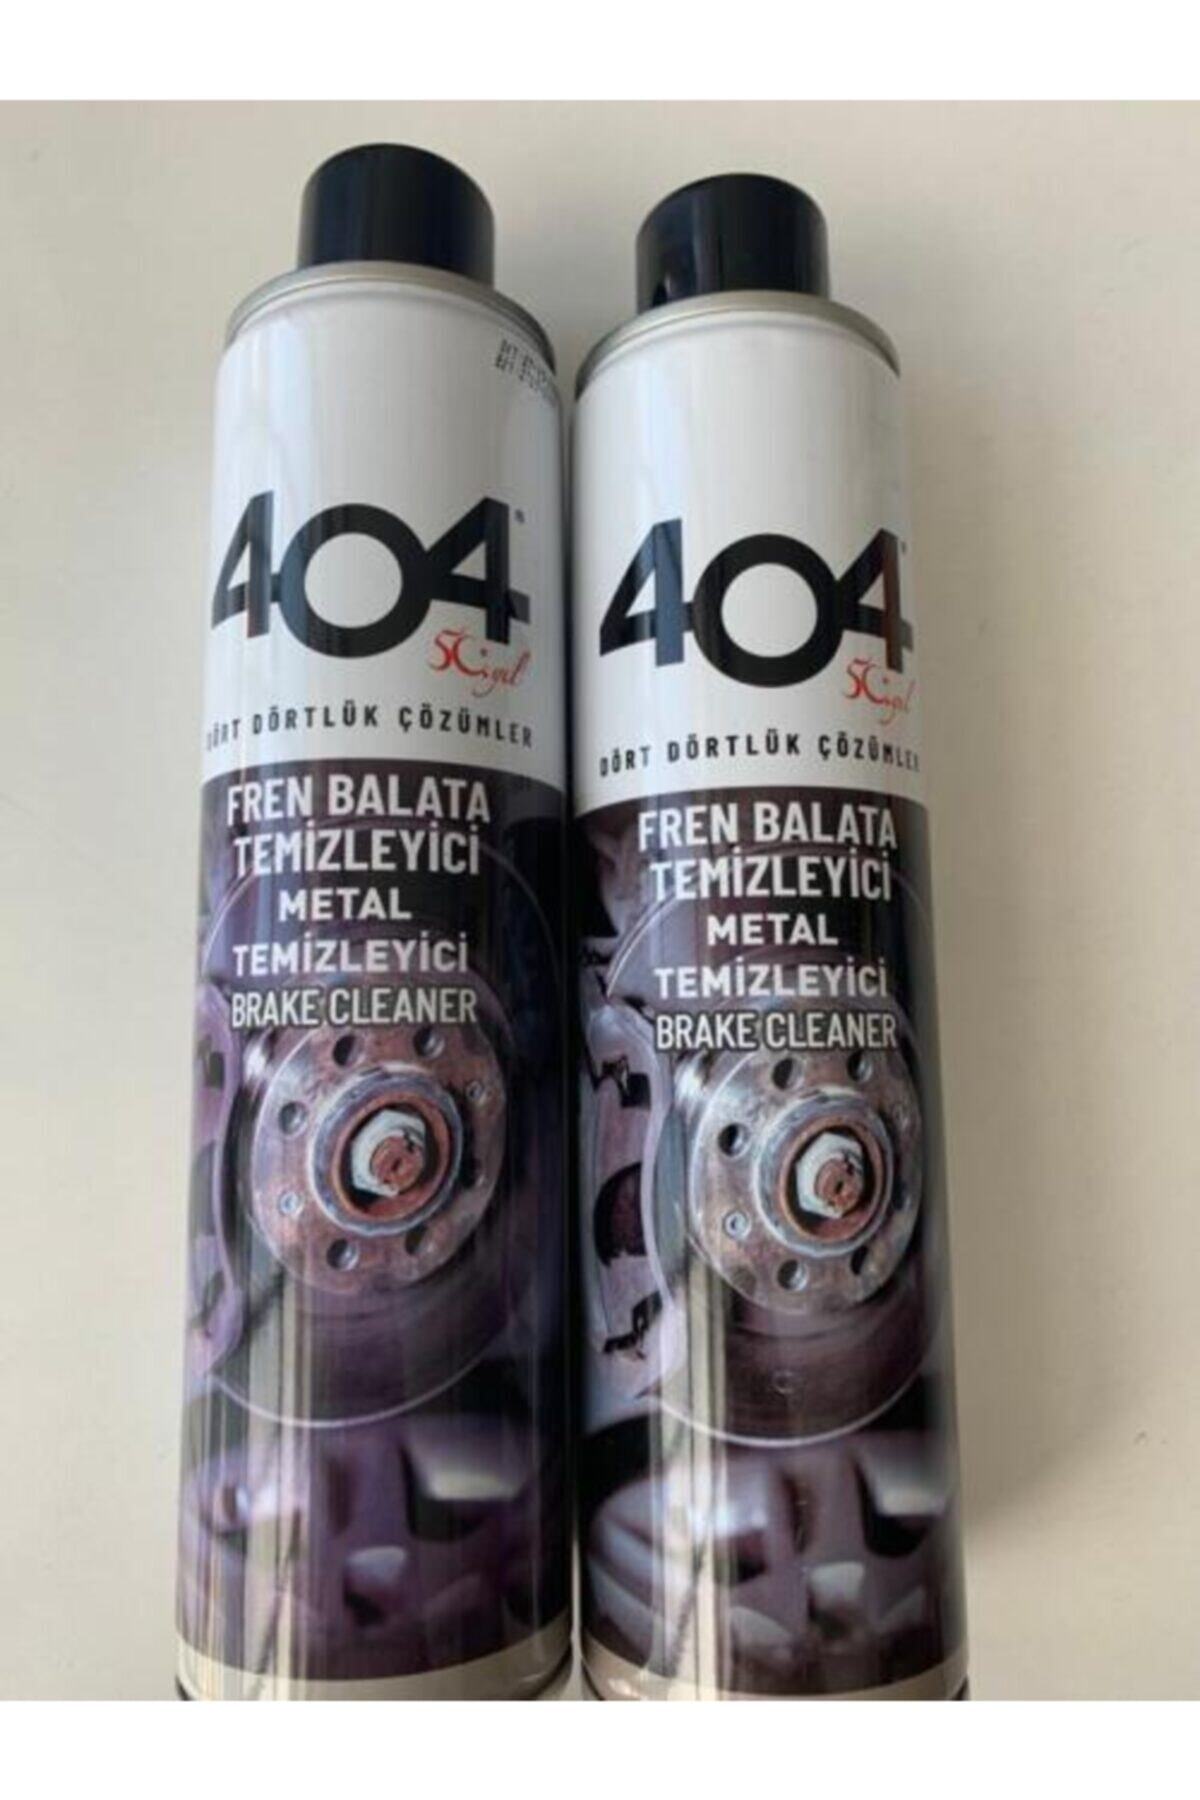 404®
50.yıl
DÖRT DÖRTLÜK ÇÖZÜMLER
FREN BALATA
TEMİZLEYİCİ
METAL
TEMİZLEYİCİ
BRAKE CLEANER
404®
50.yıl
DÖRT DÖRTLÜK ÇÖZÜMLER
FREN BALATA
TEMİZLEYİCİ
METAL
TEMİZLEYİCİ
BRAKE CLEANER